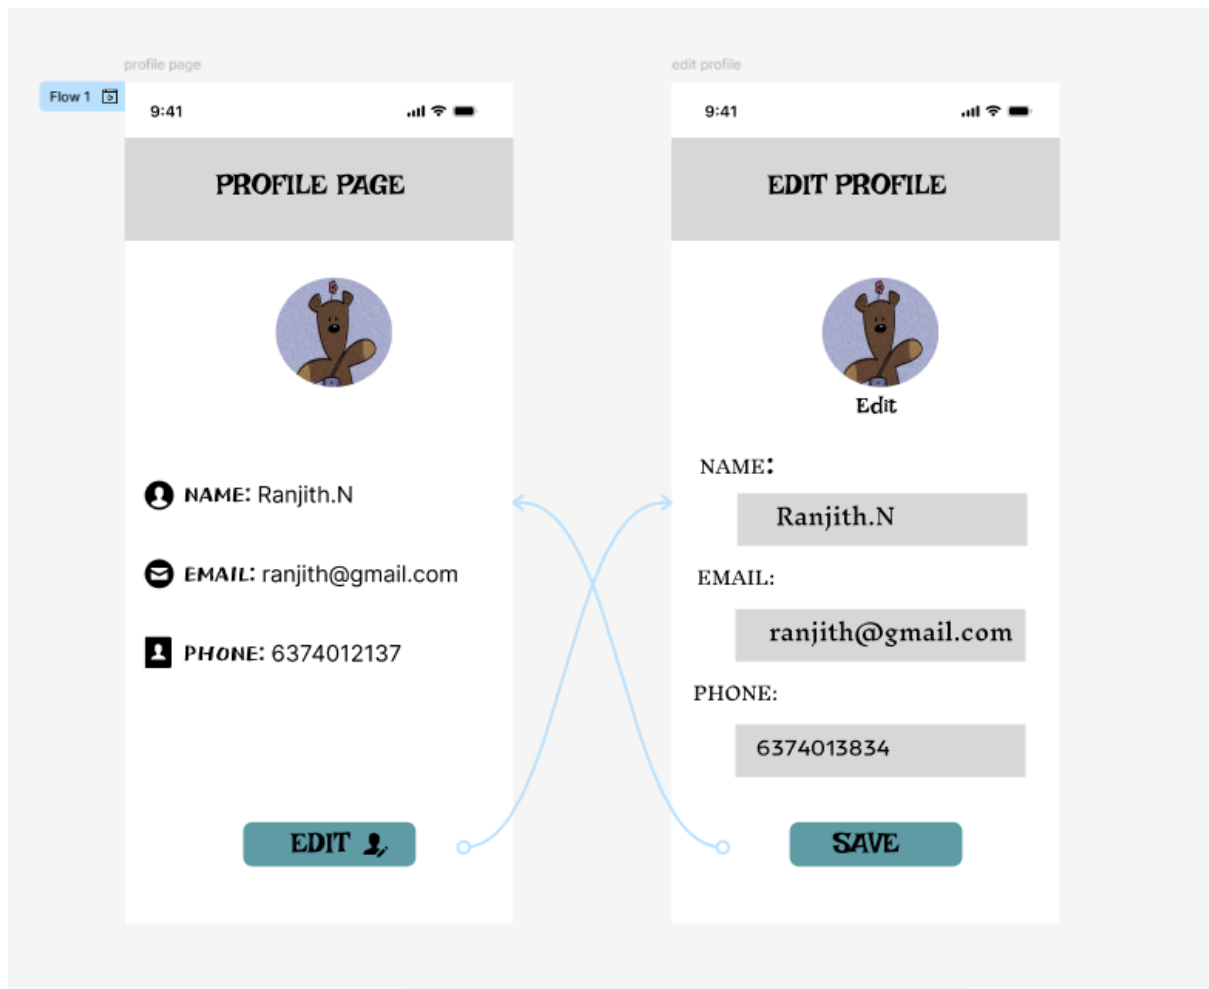 profile page
Flow 1
9:41
PROFILE PAGE
NAME: Ranjith.N
EMAIL: ranjith@gmail.com
PHONE: 6374012137
EDIT
edit profile
9:41
EDIT PROFILE
Edit
NAME:
Ranjith.N
EMAIL:
ranjith@gmail.com
PHONE:
6374013834
SAVE